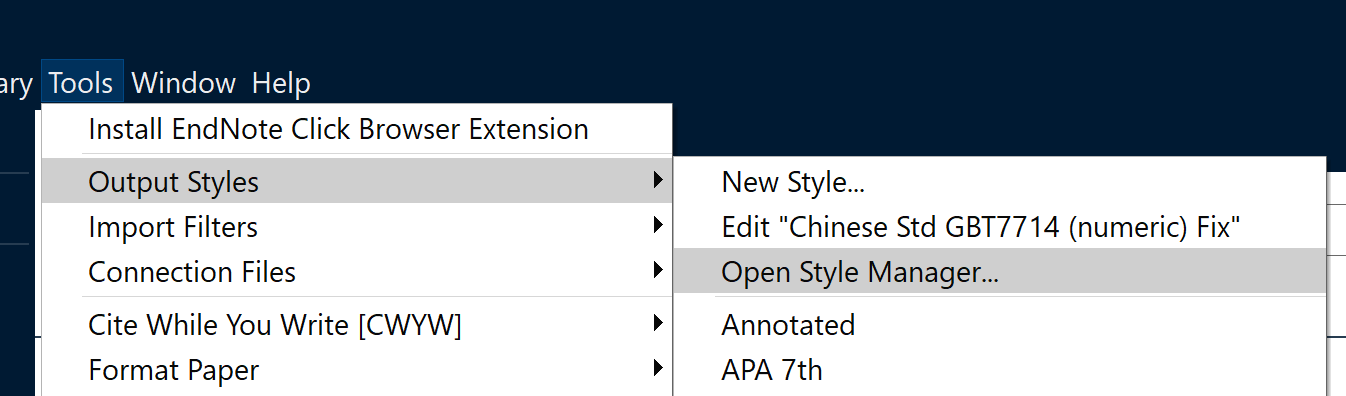 ary Tools Window Help
Install EndNote Click Browser Extension
Output Styles
New Style...
Import Filters
Edit "Chinese Std GBT7714 (numeric) Fix"
Connection Files
Open Style Manager...
Cite While You Write [CWYW]
Annotated
Format Paper
APA 7th